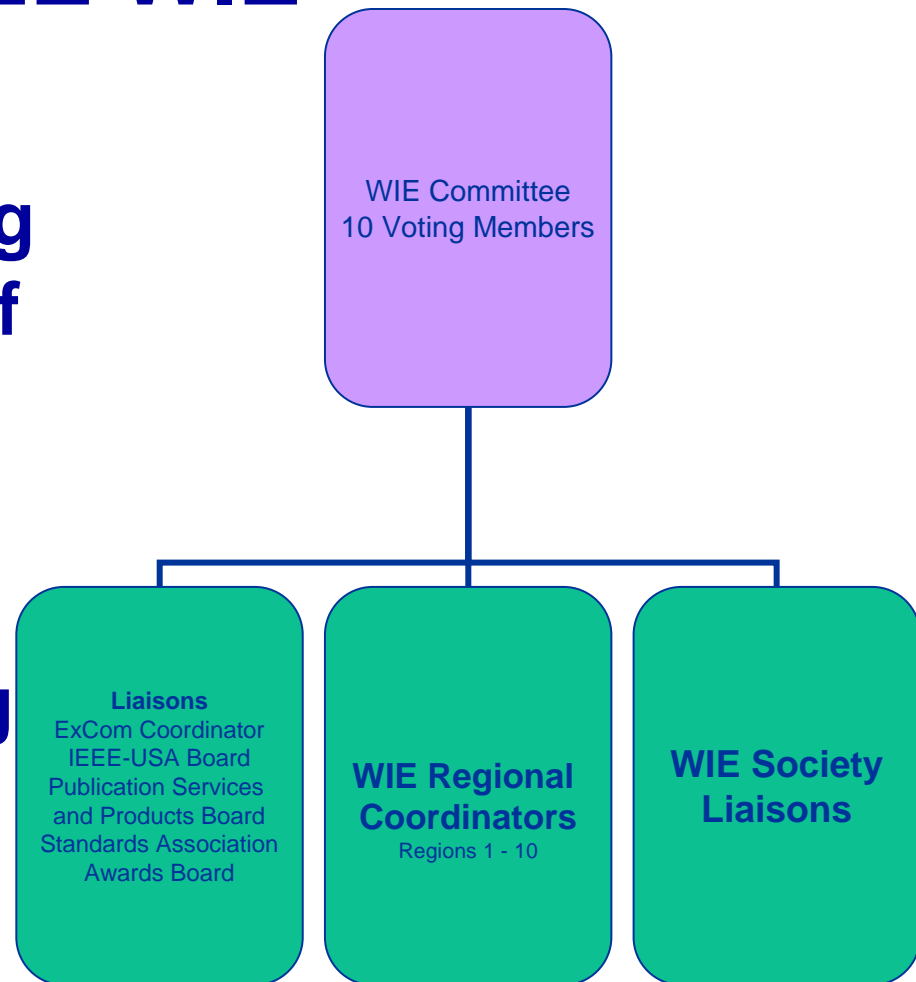 WIE
g
f
WIE Committee
10 Voting Members
g
Liaisons
ExCom Coordinator
IEEE-USA Board
Publication Services
and Products Board
Standards Association
Awards Board
WIE Regional
Coordinators
Regions 1 - 10
WIE Society
Liaisons